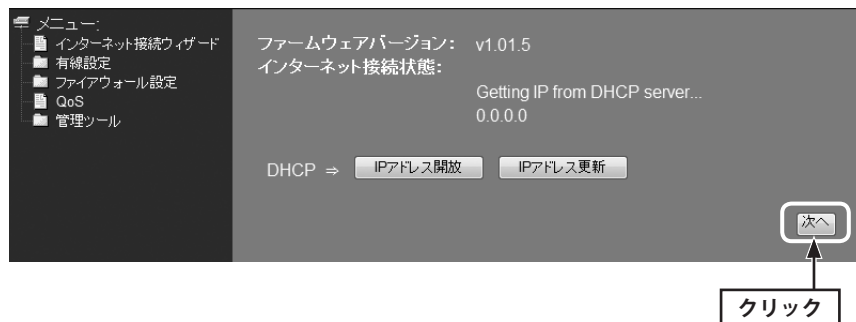 メニュー:
インターネット接続ウィザード
有線設定
ファイアウォール設定
QoS
管理ツール
ファームウェアバージョン: v1.01.5
インターネット接続状態:
Getting IP from DHCP server...
0.0.0.0
DHCP ⇒ IPアドレス開放 IPアドレス更新
次へ
クリック